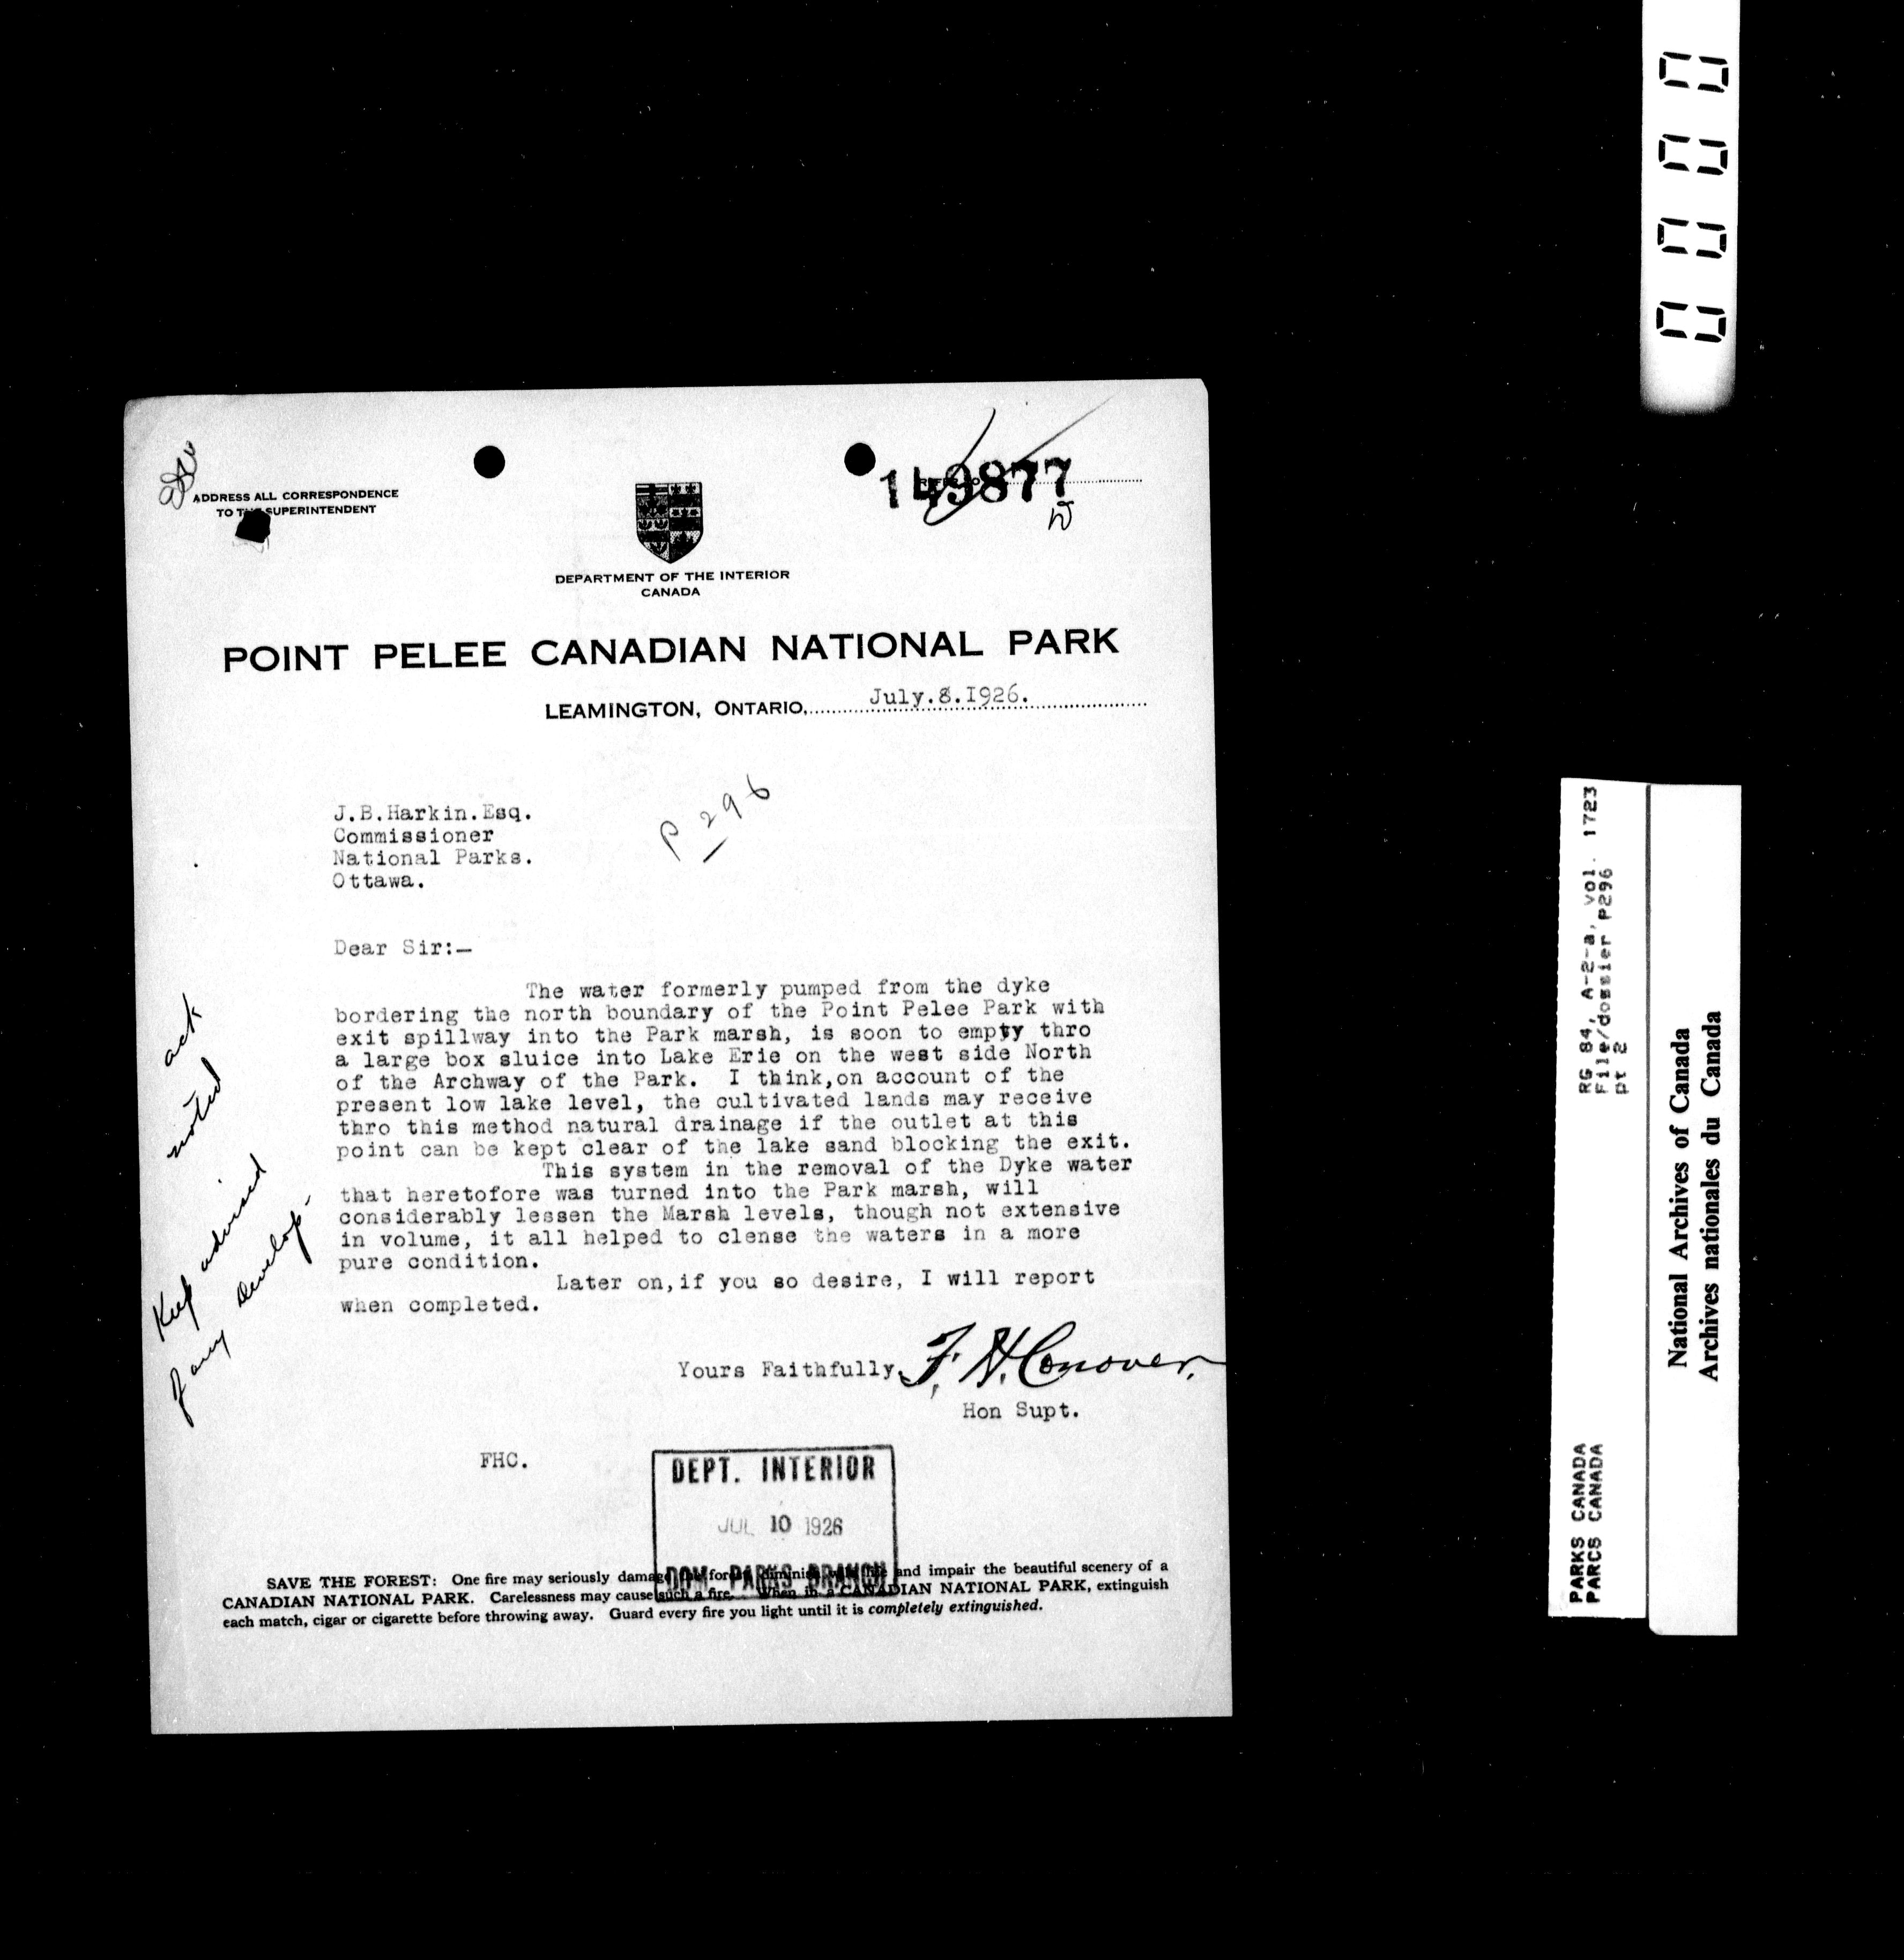 0000
149877
ADDRESS ALL CORRESPONDENCE
TO THE SUPERINTENDENT
DEPARTMENT OF THE INTERIOR
CANADA
POINT PELEE CANADIAN NATIONAL PARK
LEAMINGTON, ONTARIO, July.8.I926.
P 296
J.B.Harkin.Esq.
Commissioner
National Parks.
Ottawa.
Dear Sir:—
The water formerly pumped from the dyke
bordering the north boundary of the Point Pelee Park with
exit spillway into the Park marsh, is soon to empty thro
a large box sluice into Lake Erie on the west side North
of the Archway of the Park. I think,on account of the
present low lake level, the cultivated lands may receive
thro this method natural drainage if the outlet at this
point can be kept clear of the lake sand blocking the exit.
This system in the removal of the Dyke water
that heretofore was turned into the Park marsh, will
considerably lessen the Marsh levels, though not extensive
in volume, it all helped to clense the waters in a more
pure condition.
Later on,if you so desire, I will report
when completed.
ack
noted
Keep advised
of any develop-
Yours Faithfully. F. H. Conover.
Hon Supt.
FHC.
DEPT. INTERIOR
JUL 10 1926
DOM. PARKS BRANCH
SAVE THE FOREST: One fire may seriously damage the forest, diminish and impair the beautiful scenery of a
CANADIAN NATIONAL PARK. Carelessness may cause such a fire. When in a CANADIAN NATIONAL PARK, extinguish
each match, cigar or cigarette before throwing away. Guard every fire you light until it is completely extinguished.
RG 84, A-2-a, vol. 1723
File/dossier P296
pt 2
PARKS CANADA
PARCS CANADA
National Archives of Canada
Archives nationales du Canada